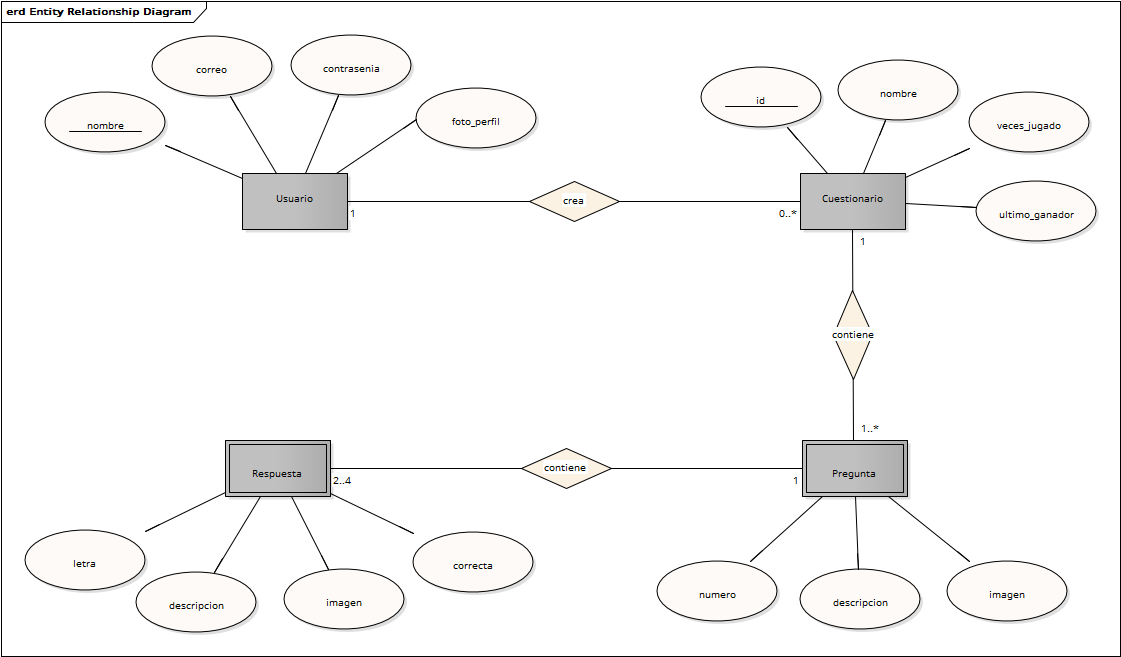 erd Entity Relationship Diagram
correo
contrasenia
nombre
foto_perfil
id
nombre
veces_jugado
ultimo_ganador
Usuario
1
crea
0..*
Cuestionario
1
contiene
1..*
Respuesta
2..4
contiene
1
Pregunta
letra
descripcion
imagen
correcta
numero
descripcion
imagen